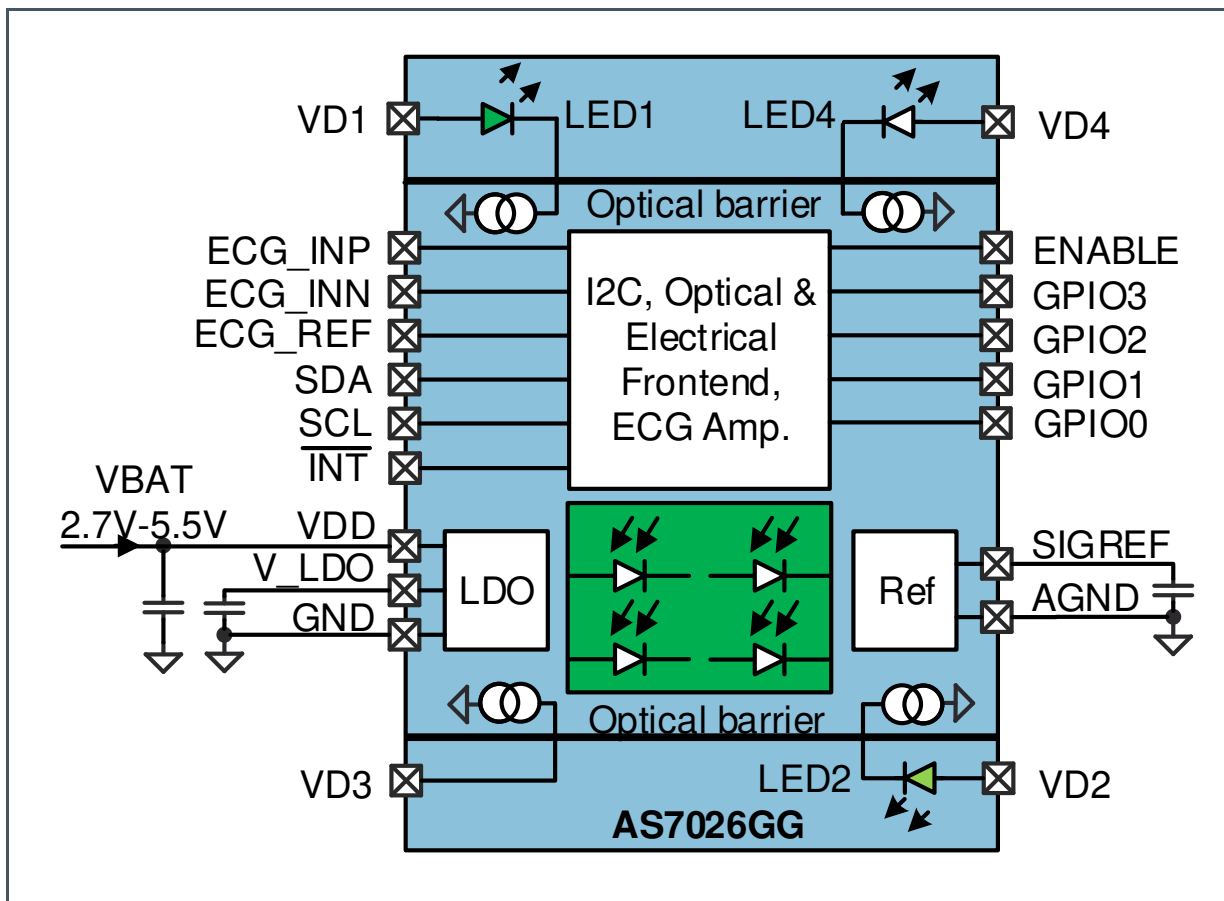 VD1
LED1
LED4
VD4
Optical barrier
ECG_INP
ECG_INN
ECG_REF
SDA
SCL
INT
I2C, Optical &
Electrical
Frontend,
ECG Amp.
ENABLE
GPIO3
GPIO2
GPIO1
GPIO0
VBAT
2.7V-5.5V
VDD
V_LDO
GND
LDO
Ref
SIGREF
AGND
Optical barrier
VD3
LED2
VD2
AS7026GG